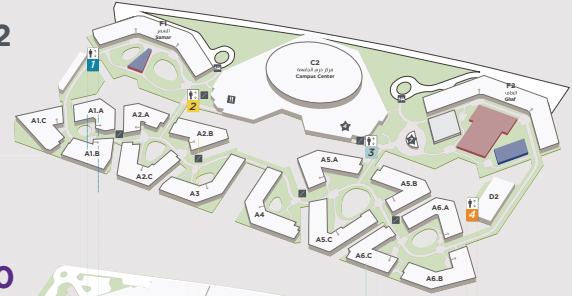 2
F1
السمر
Samar
1
C2
مركز حرم الجامعة
Campus Center
F2
الغاف
Ghaf
2
A1.C
A1.A
A2.A
A2.B
A1.B
A2.C
A3
A4
A5.A
3
A5.B
A6.A
D2
4
A5.C
A6.C
A6.B
0